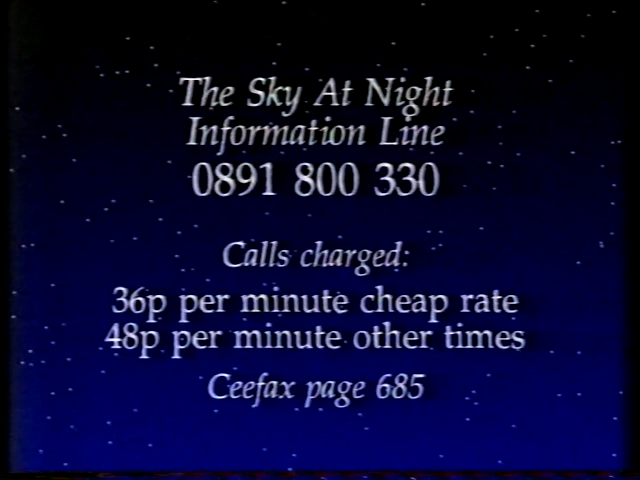 The Sky At Night
Information Line
0891 800 330
Calls charged:
36p per minute cheap rate
48p per minute other times
Ceefax page 685